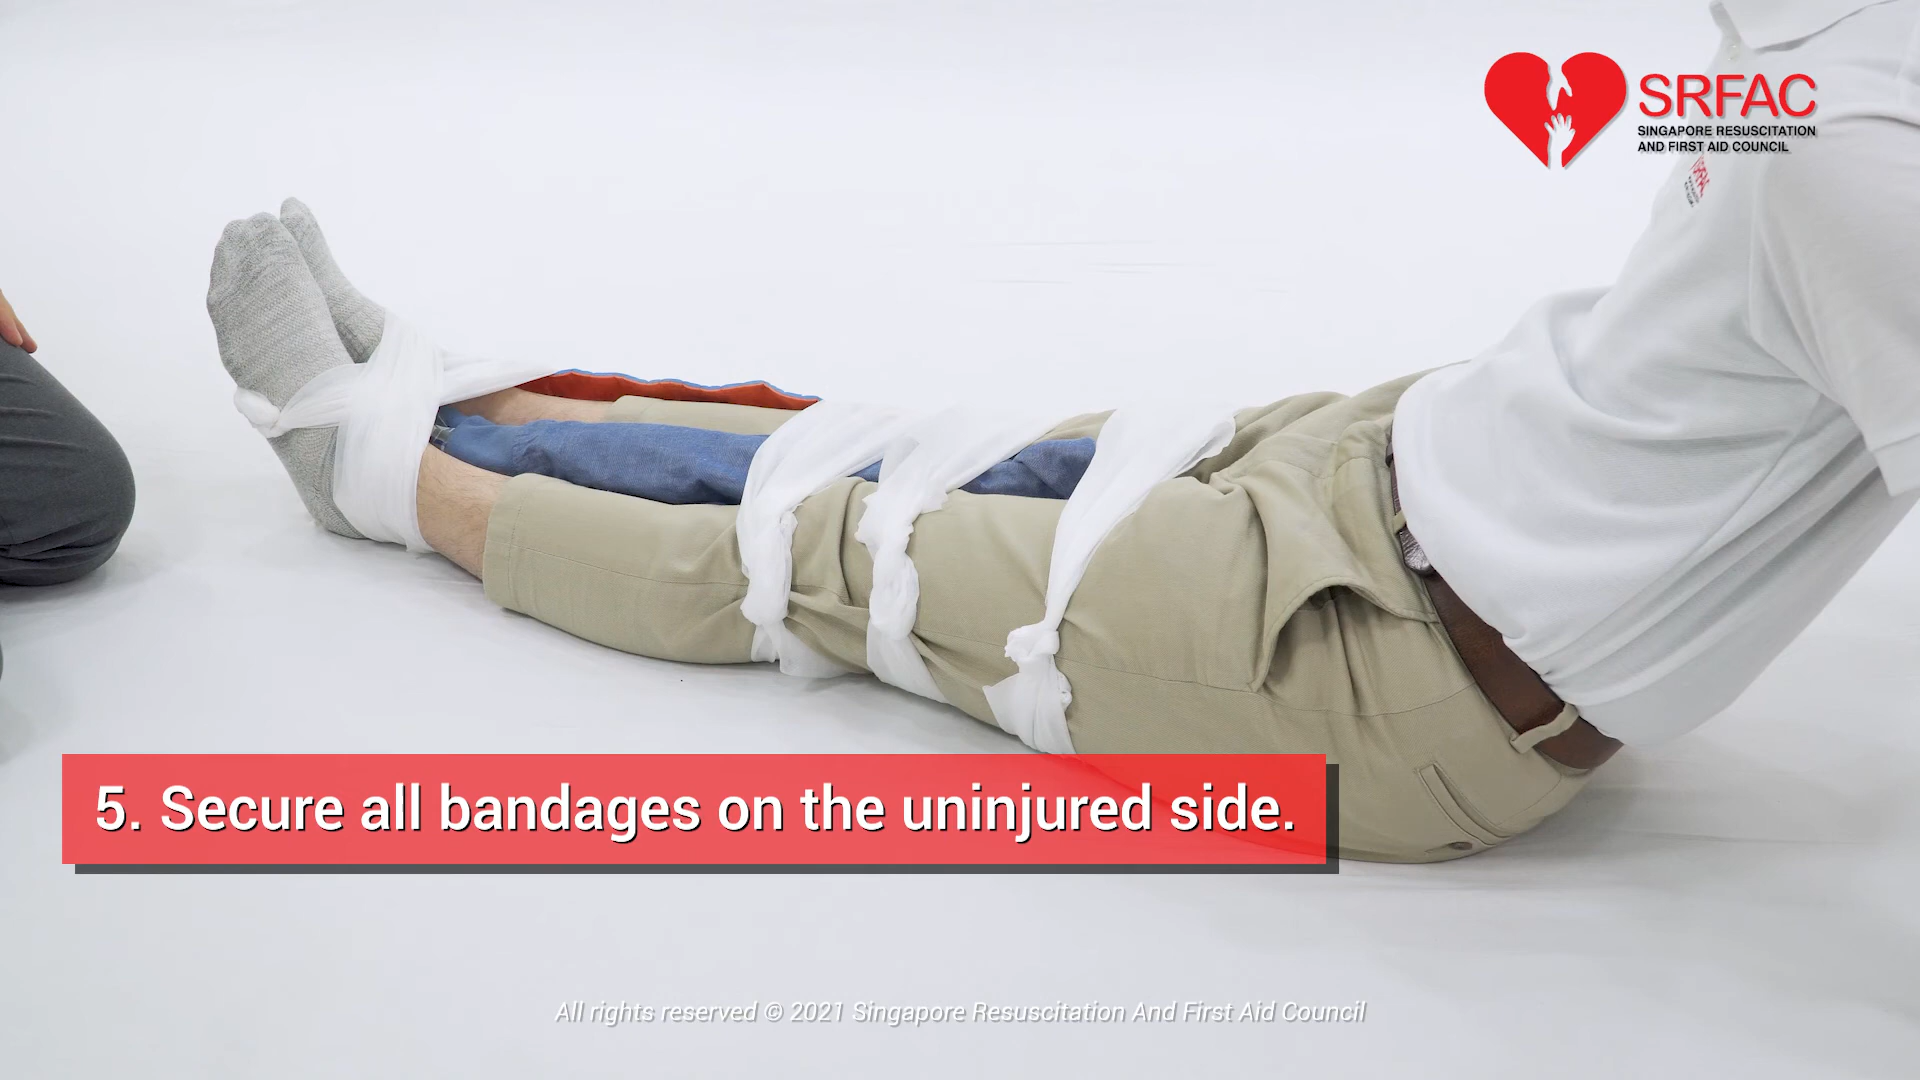 SRFAC
SINGAPORE RESUSCITATION
AND FIRST AID COUNCIL
5. Secure all bandages on the uninjured side.
All rights reserved © 2021 Singapore Resuscitation And First Aid Council